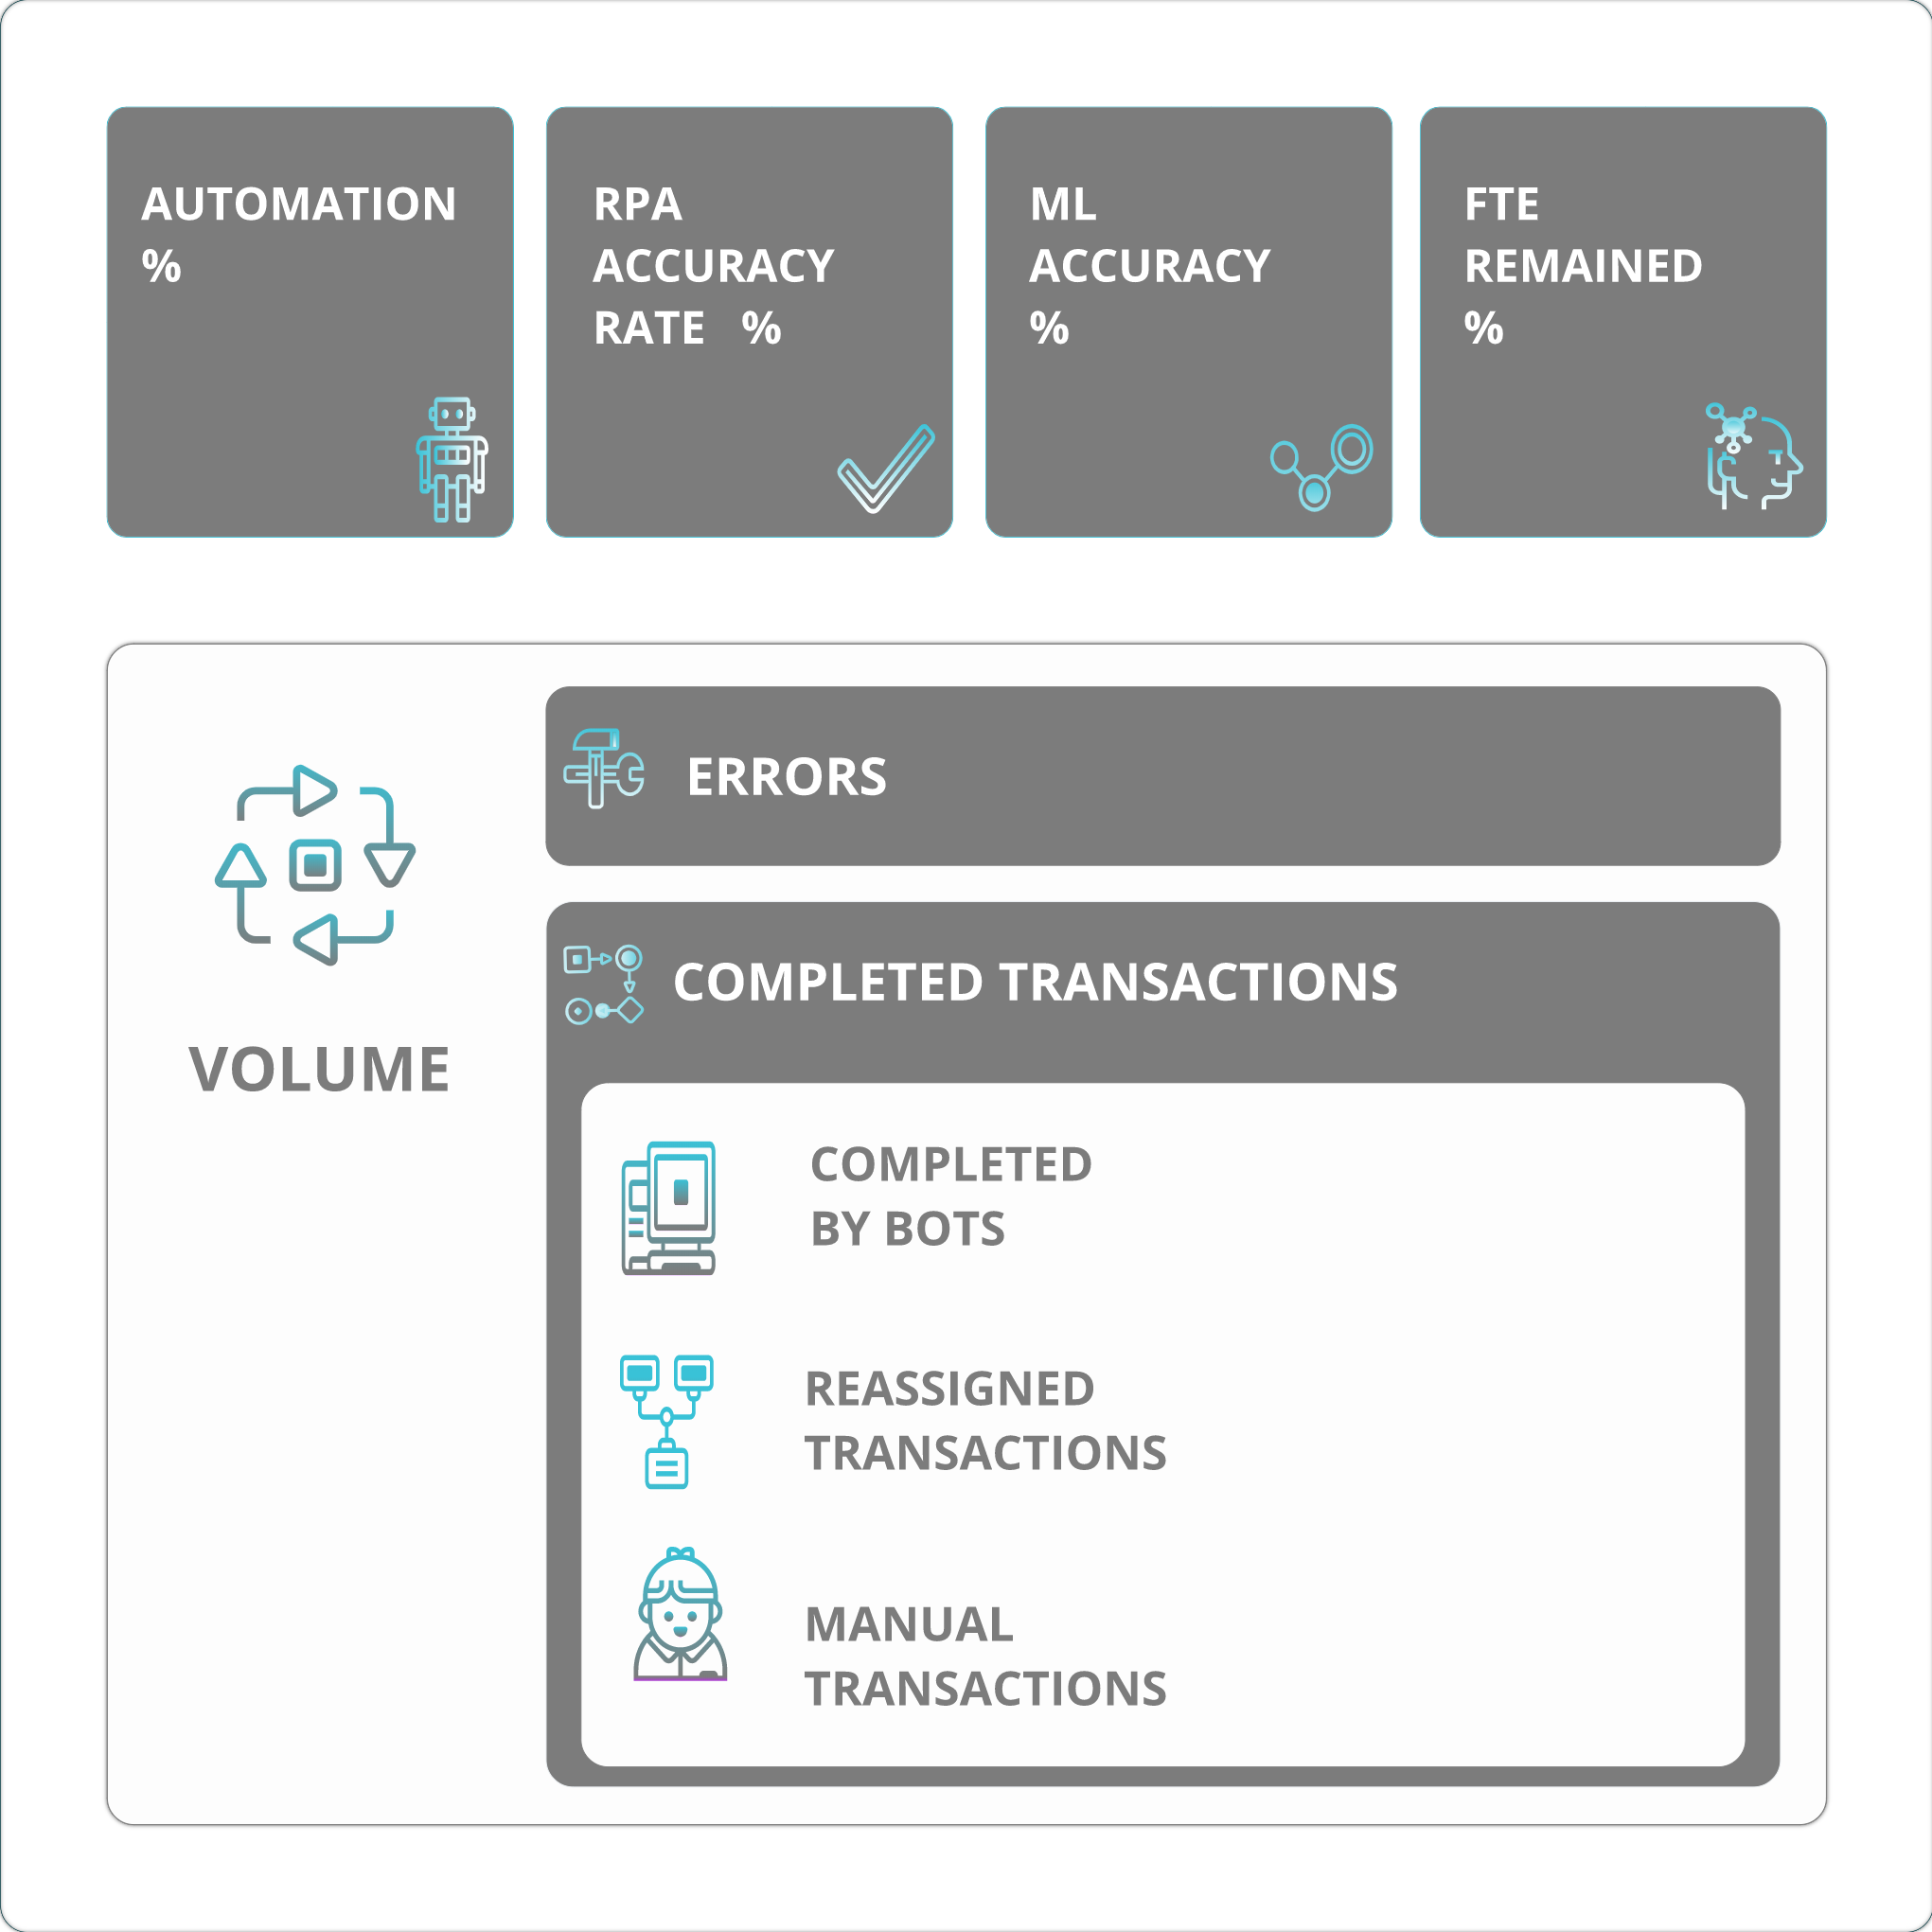 AUTOMATION
%
RPA
ACCURACY
RATE %
ML
ACCURACY
%
FTE
REMAINED
%
VOLUME
ERRORS
COMPLETED TRANSACTIONS
COMPLETED
BY BOTS
REASSIGNED
TRANSACTIONS
MANUAL
TRANSACTIONS